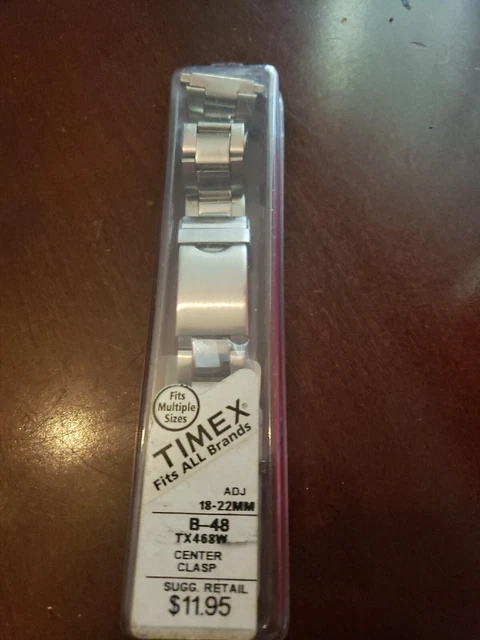 Fits
Multiple
Sizes
TIMEX®
Fits ALL Brands
ADJ
18-22MM
B-48
TX468W
CENTER
CLASP
SUGG. RETAIL
$11.95